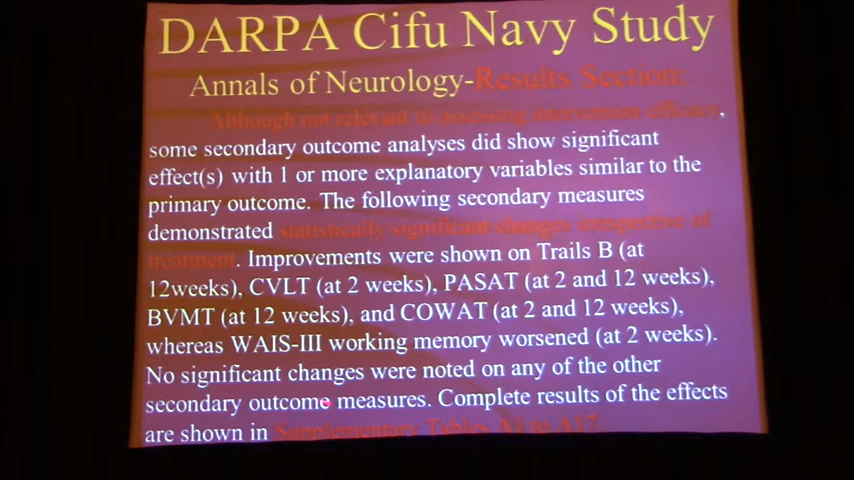 DARPA Cifu Navy Study
Annals of Neurology-Results Section:
Although not relevant to assessing intervention efficacy,
some secondary outcome analyses did show significant
effect(s) with 1 or more explanatory variables similar to the
primary outcome. The following secondary measures
demonstrated statistically significant changes irrespective of
treatment. Improvements were shown on Trails B (at
12weeks), CVLT (at 2 weeks), PASAT (at 2 and 12 weeks),
BVMT (at 12 weeks), and COWAT (at 2 and 12 weeks),
whereas WAIS-III working memory worsened (at 2 weeks).
No significant changes were noted on any of the other
secondary outcome measures. Complete results of the effects
are shown in Supplementary Tables A1 to A17.